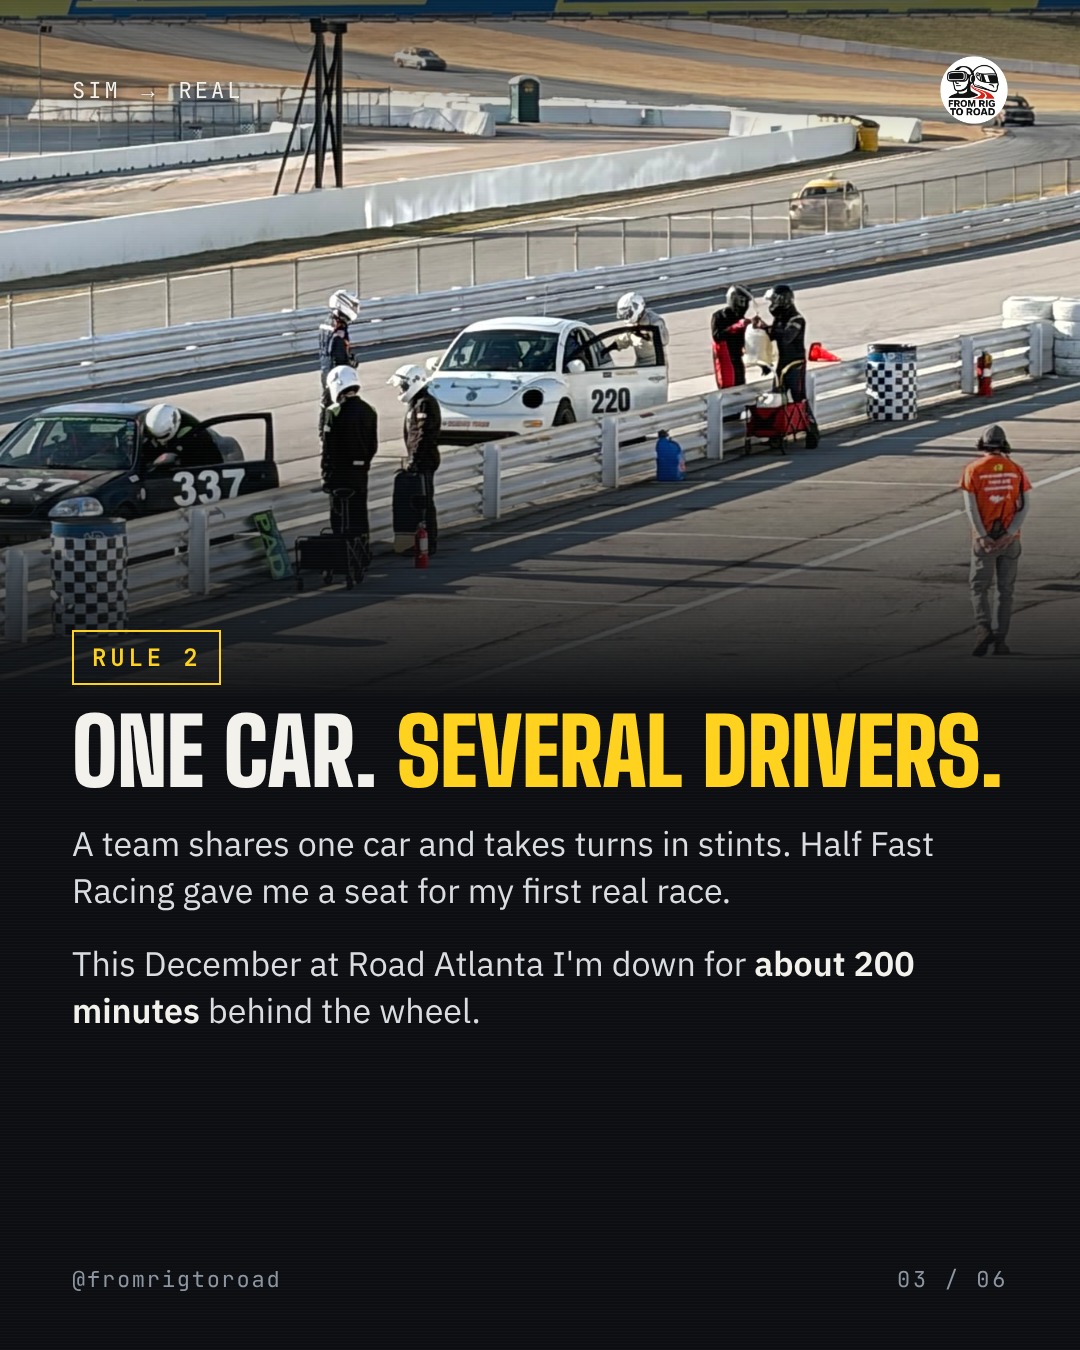 SIM → REAL
FROM RIG
TO ROAD
220
337
337
PAD
RULE 2
ONE CAR. SEVERAL DRIVERS.
A team shares one car and takes turns in stints. Half Fast
Racing gave me a seat for my first real race.
This December at Road Atlanta I'm down for about 200
minutes behind the wheel.
@fromrigtoroad
03 / 06